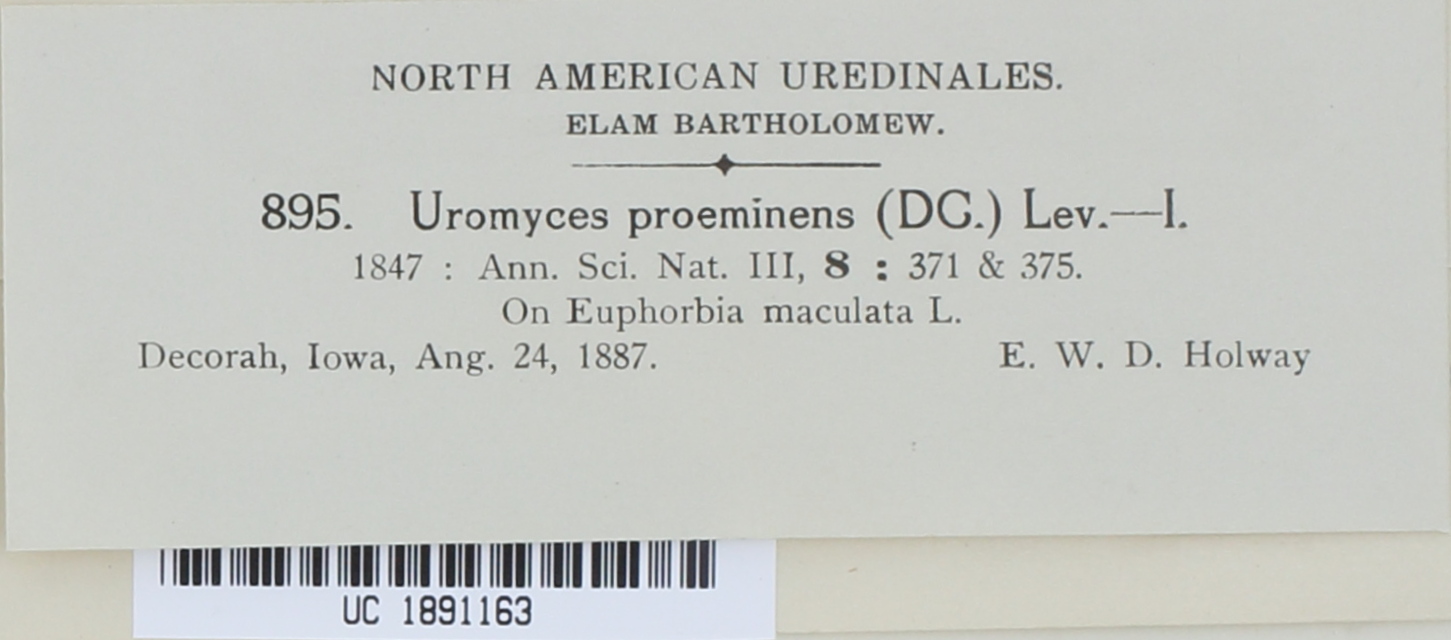 NORTH AMERICAN UREDINALES.
ELAM BARTHOLOMEW.
895. Uromyces proeminens (DC.) Lev.—I.
1847 : Ann. Sci. Nat. III, 8 : 371 & 375.
On Euphorbia maculata L.
Decorah, Iowa, Ang. 24, 1887. E. W. D. Holway
UC 1891163